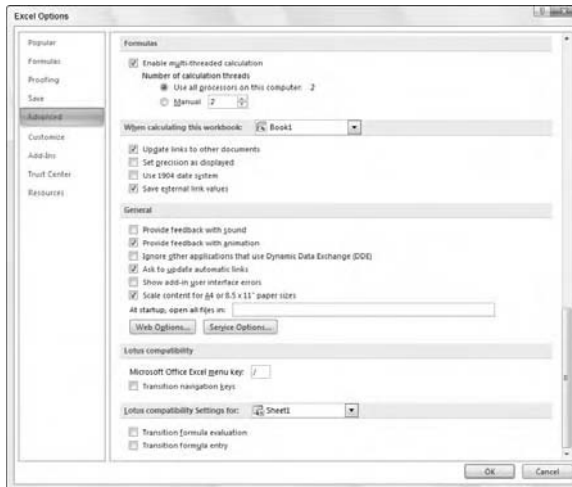 Excel Options
Popular
Formulas
Proofing
Save
Advanced
Customize
Add-Ins
Trust Center
Resources
Formulas
Enable multi-threaded calculation
Number of calculation threads
Use all processors on this computer: 2
Manual 2
When calculating this workbook: Book1
Update links to other documents
Set precision as displayed
Use 1904 date system
Save external link values
General
Provide feedback with sound
Provide feedback with animation
Ignore other applications that use Dynamic Data Exchange (DDE)
Ask to update automatic links
Show add-in user interface errors
Scale content for A4 or 8.5 x 11" paper sizes
At startup, open all files in:
Web Options... Service Options...
Lotus compatibility
Microsoft Office Excel menu key: /
Transition navigation keys
Lotus compatibility Settings for: Sheet1
Transition formula evaluation
Transition formula entry
OK Cancel